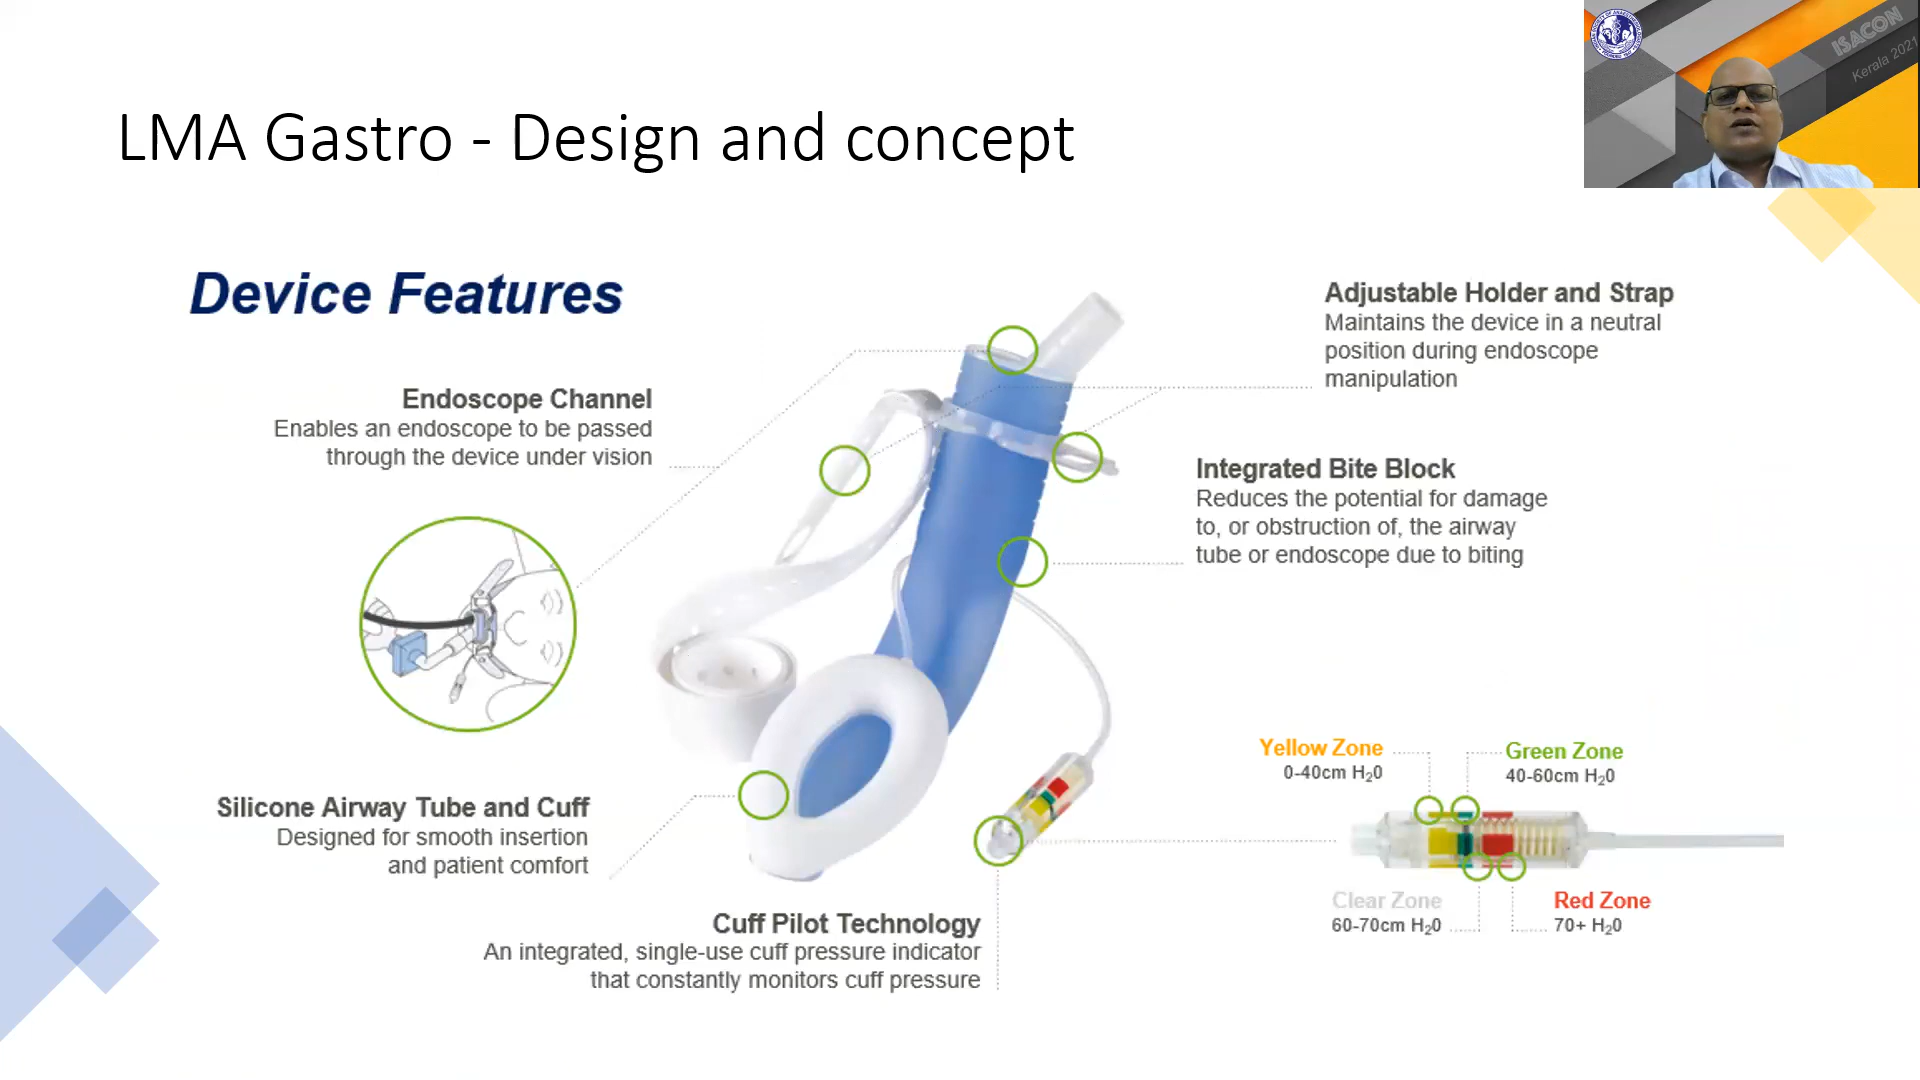 LMA Gastro - Design and concept
ISACON
Kerala 2021
Device Features
Endoscope Channel
Enables an endoscope to be passed
through the device under vision
Adjustable Holder and Strap
Maintains the device in a neutral
position during endoscope
manipulation
Integrated Bite Block
Reduces the potential for damage
to, or obstruction of, the airway
tube or endoscope due to biting
Silicone Airway Tube and Cuff
Designed for smooth insertion
and patient comfort
Cuff Pilot Technology
An integrated, single-use cuff pressure indicator
that constantly monitors cuff pressure
Yellow Zone
0-40cm H₂0
Green Zone
40-60cm H₂0
Clear Zone
60-70cm H₂0
Red Zone
70+ H₂0